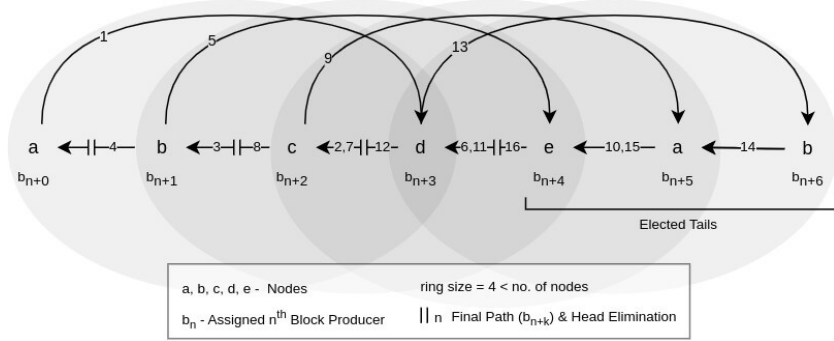 1 5 9 13
a 4 b 3 8 c 2,7 12 d 6,11 16 e 10,15 a 14 b
bn+0 bn+1 bn+2 bn+3 bn+4 bn+5 bn+6
Elected Tails
a, b, c, d, e - Nodes ring size = 4 < no. of nodes
bn - Assigned nth Block Producer || n Final Path (bn+k) & Head Elimination